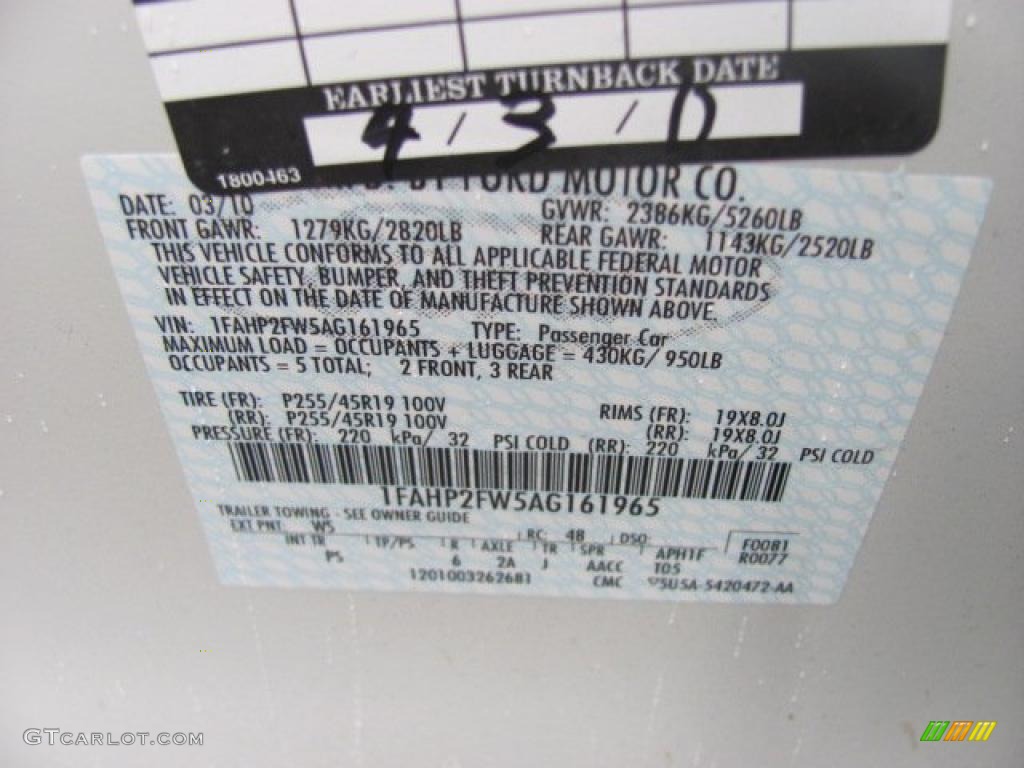 EARLIEST TURNBACK DATE
4 / 3 / 0
1800463
BY FORD MOTOR CO.
DATE: 03/10 GVWR: 2386KG/5260LB
FRONT GAWR: 1279KG/2820LB REAR GAWR: 1143KG/2520LB
THIS VEHICLE CONFORMS TO ALL APPLICABLE FEDERAL MOTOR
VEHICLE SAFETY, BUMPER, AND THEFT PREVENTION STANDARDS
IN EFFECT ON THE DATE OF MANUFACTURE SHOWN ABOVE.
VIN: 1FAHP2FW5AG161965 TYPE: Passenger Car
MAXIMUM LOAD = OCCUPANTS + LUGGAGE = 430KG/ 950LB
OCCUPANTS = 5 TOTAL; 2 FRONT, 3 REAR
TIRE (FR): P255/45R19 100V RIMS (FR): 19X8.0J
(RR): P255/45R19 100V (RR): 19X8.0J
PRESSURE (FR): 220 kPa/ 32 PSI COLD (RR): 220 kPa/ 32 PSI COLD
1FAHP2FW5AG161965
TRAILER TOWING - SEE OWNER GUIDE
EXT PNT: WS RC: 48 DSO: F0081
INT TR TP/PS R AXLE TR SPR APH1F R0077
PS 6 2A J AACC T05
1201003262681 CMC 5U5A-5420472-AA
GTCARLOT.COM